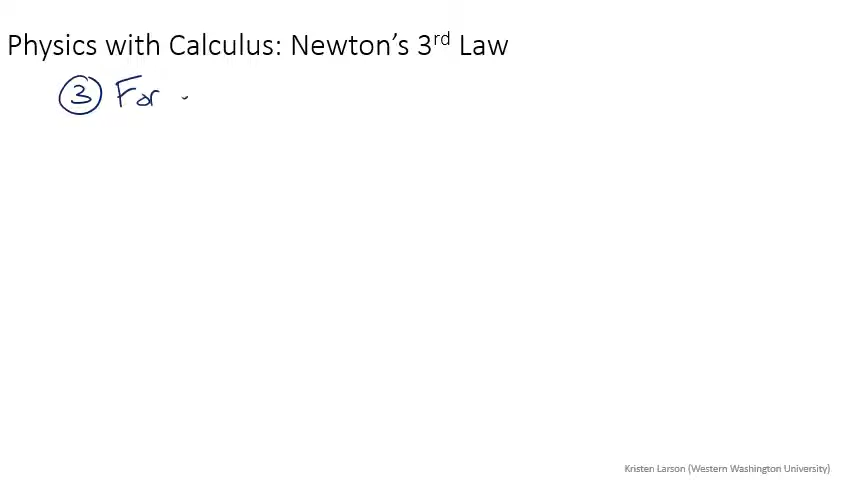 Physics with Calculus: Newton’s 3rd Law
③ For
Kristen Larson (Western Washington University)